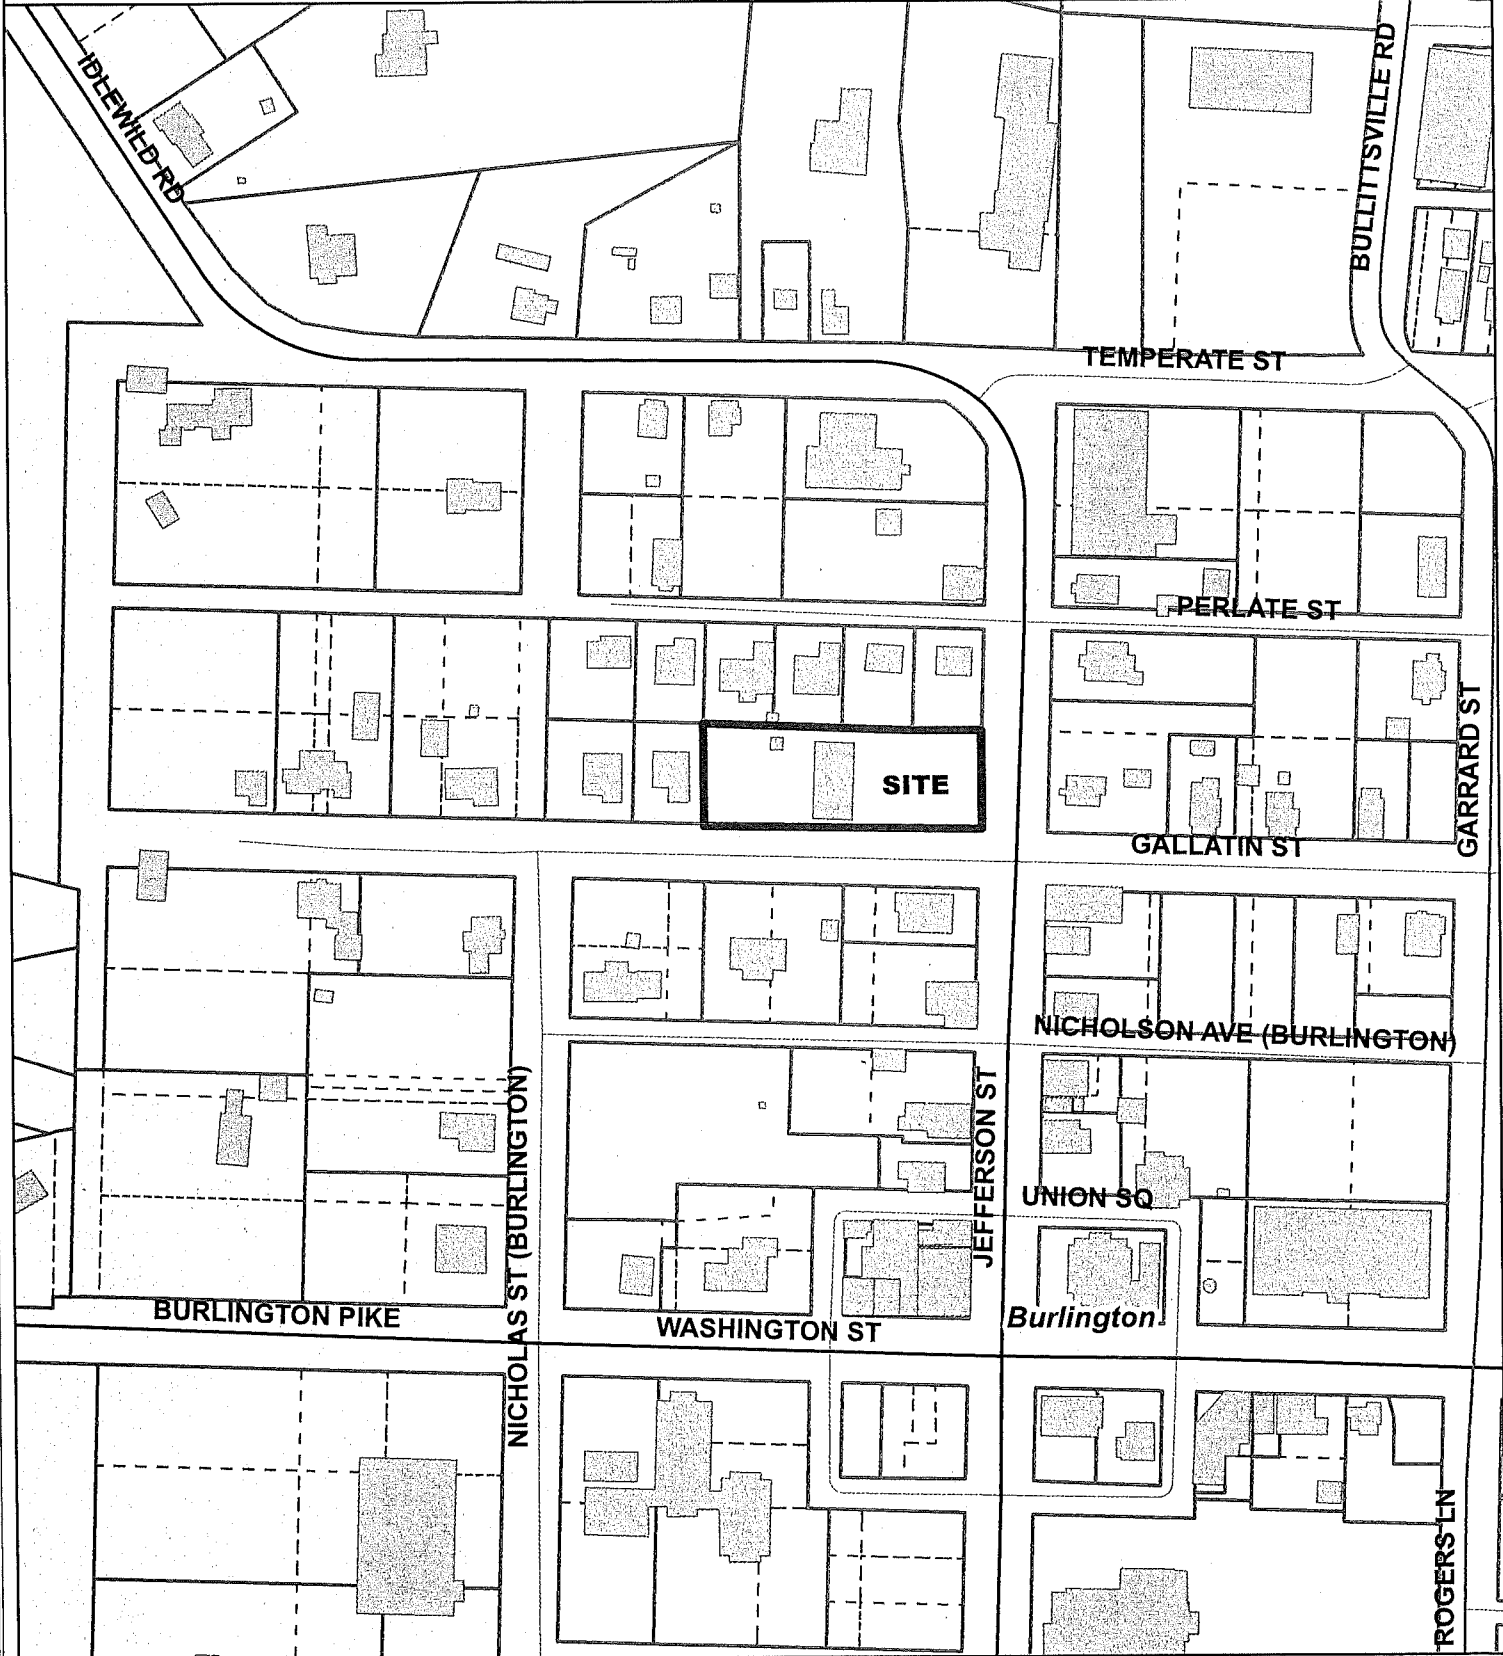 IDLEWILD RD
BULLITTSVILLE RD
TEMPERATE ST
PERLATE ST
GARRARD ST
SITE
GALLATIN ST
NICHOLSON AVE (BURLINGTON)
NICHOLAS ST (BURLINGTON)
JEFFERSON ST
UNION SQ
BURLINGTON PIKE
WASHINGTON ST
Burlington
ROGERS LN